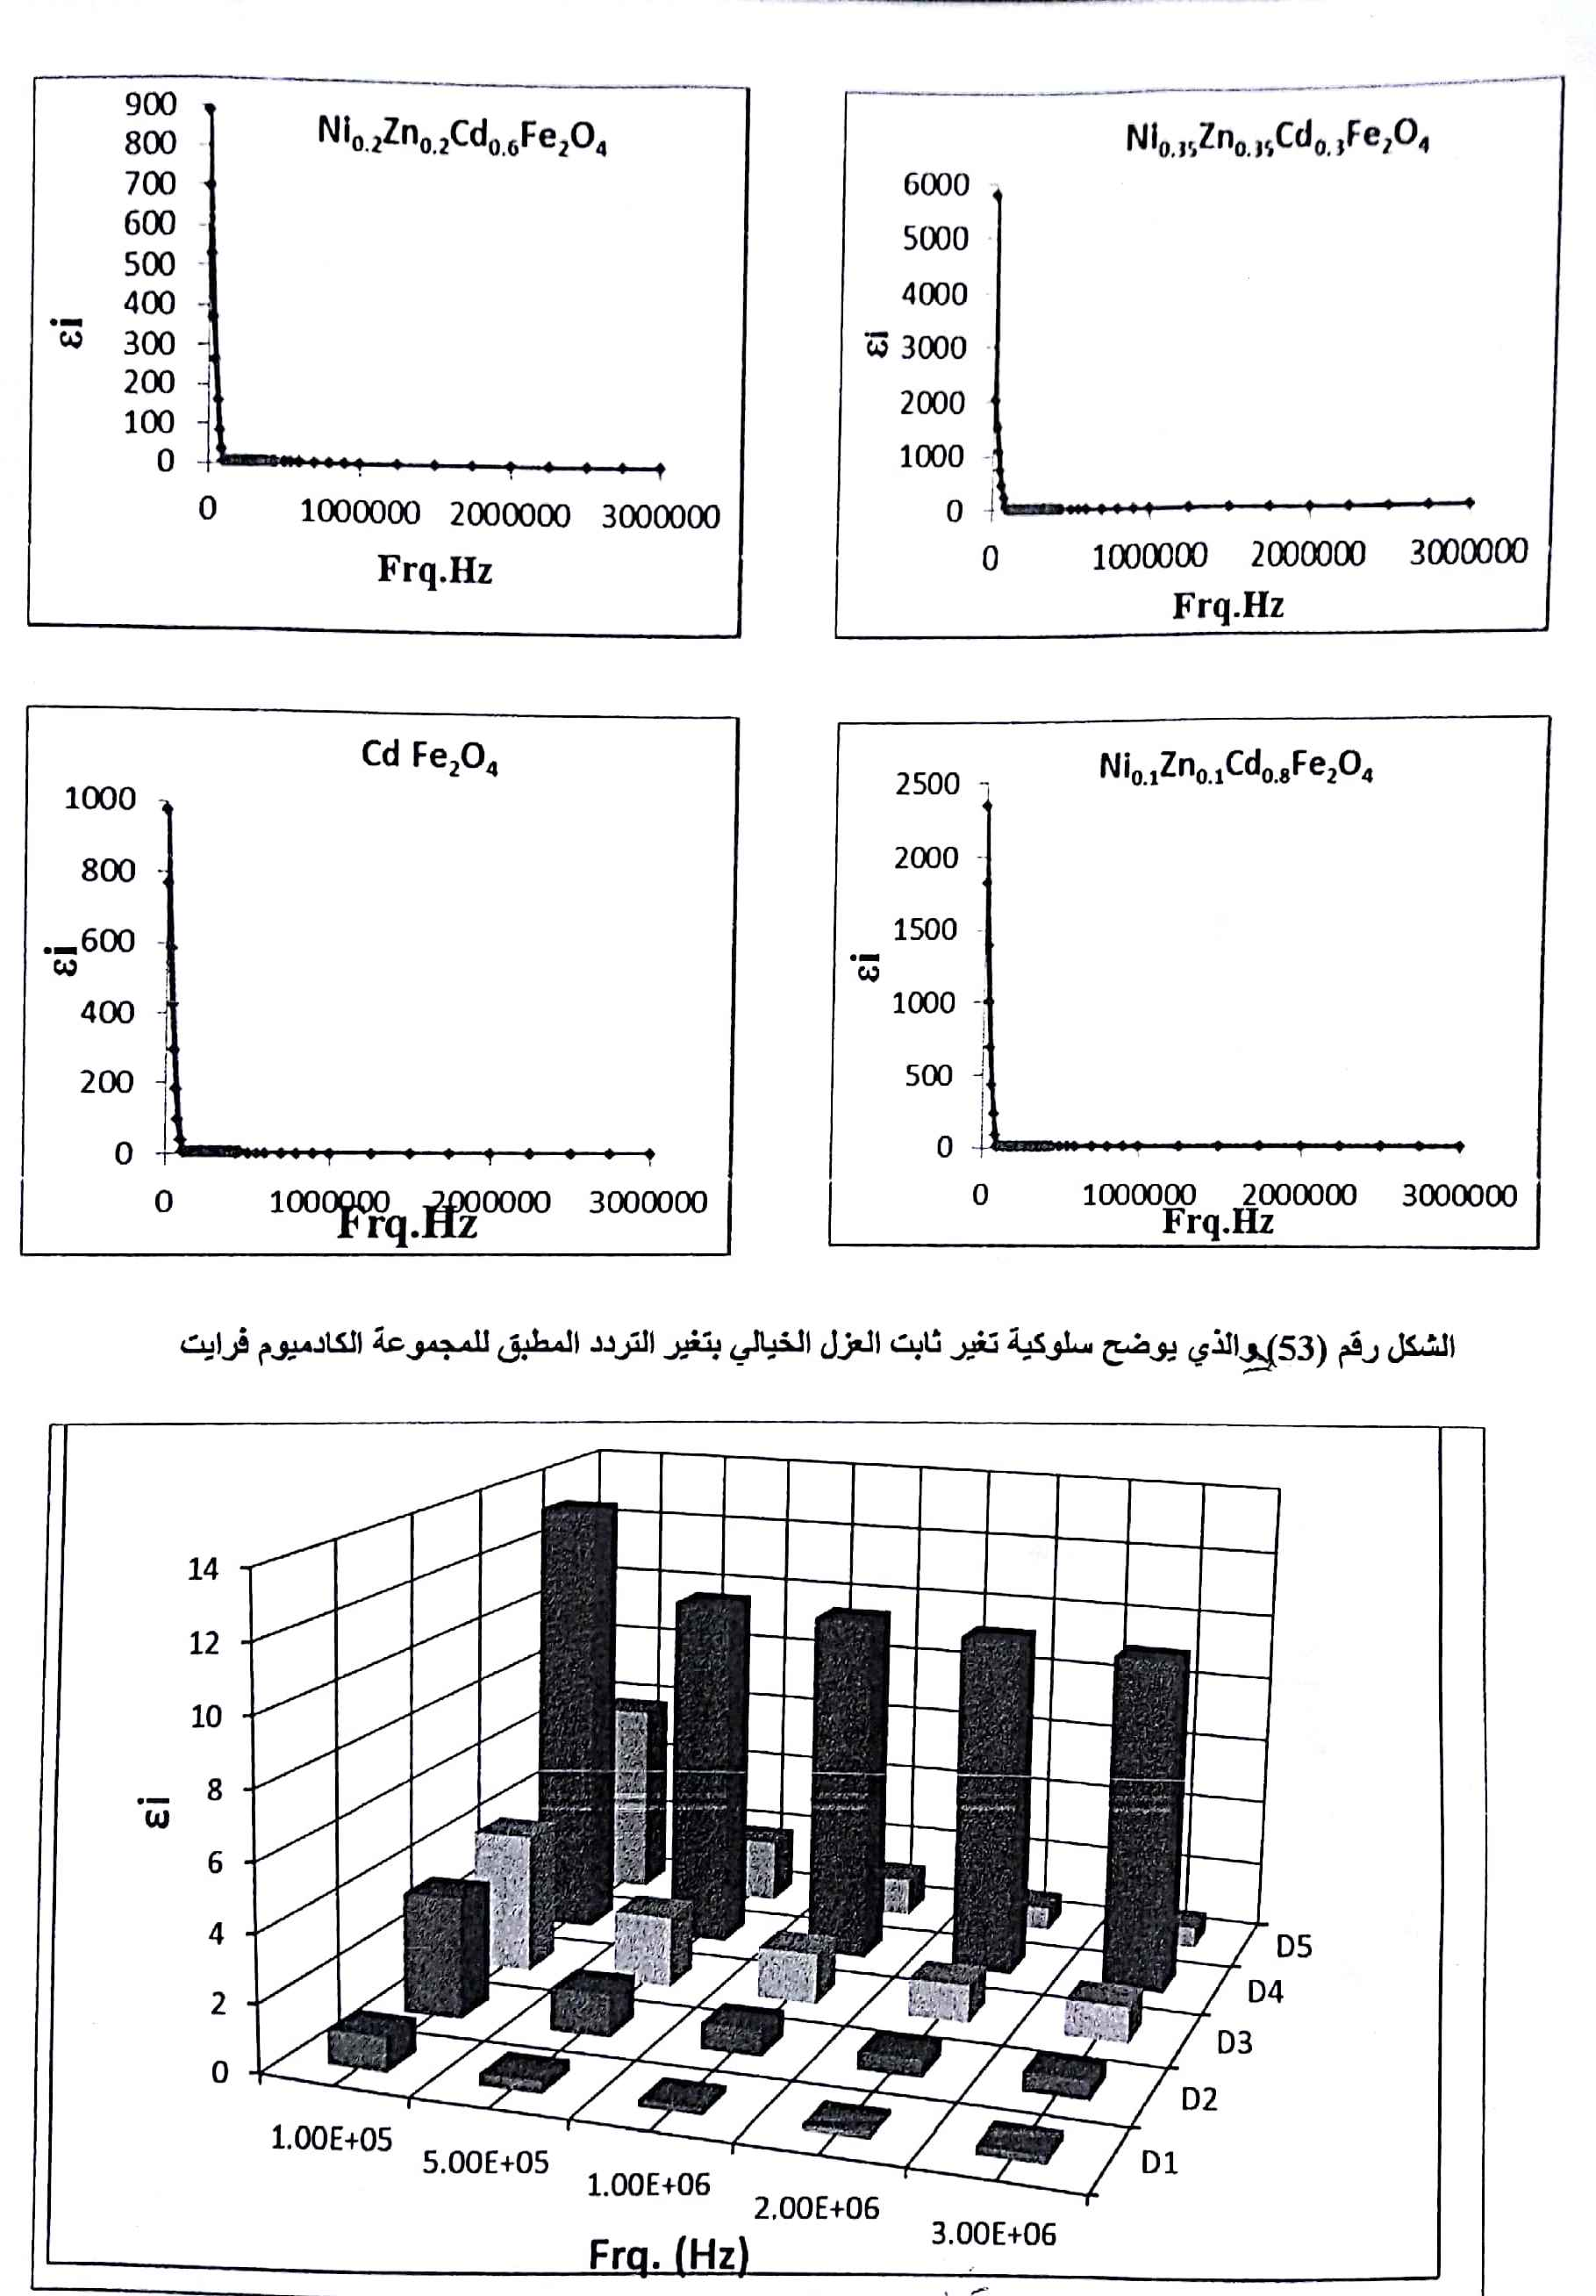 Ni0.2Zn0.2Cd0.6Fe2O4
900
800
700
600
500
400
300
200
100
0
εi
0 1000000 2000000 3000000
Frq.Hz
Ni0.35Zn0.35Cd0.3Fe2O4
6000
5000
4000
3000
2000
1000
0
εi
0 1000000 2000000 3000000
Frq.Hz
Cd Fe2O4
1000
800
600
400
200
0
εi
0 1000000 2000000 3000000
Frq.Hz
Ni0.1Zn0.1Cd0.8Fe2O4
2500
2000
1500
1000
500
0
εi
0 1000000 2000000 3000000
Frq.Hz
الشكل رقم (53)والذي يوضح سلوكية تغير ثابت العزل الخيالي بتغير التردد المطبق للمجموعة الكادميوم فرايت
14
12
10
8
6
4
2
0
εi
D5
D4
D3
D2
D1
1.00E+05
5.00E+05
1.00E+06
2.00E+06
3.00E+06
Frq. (Hz)